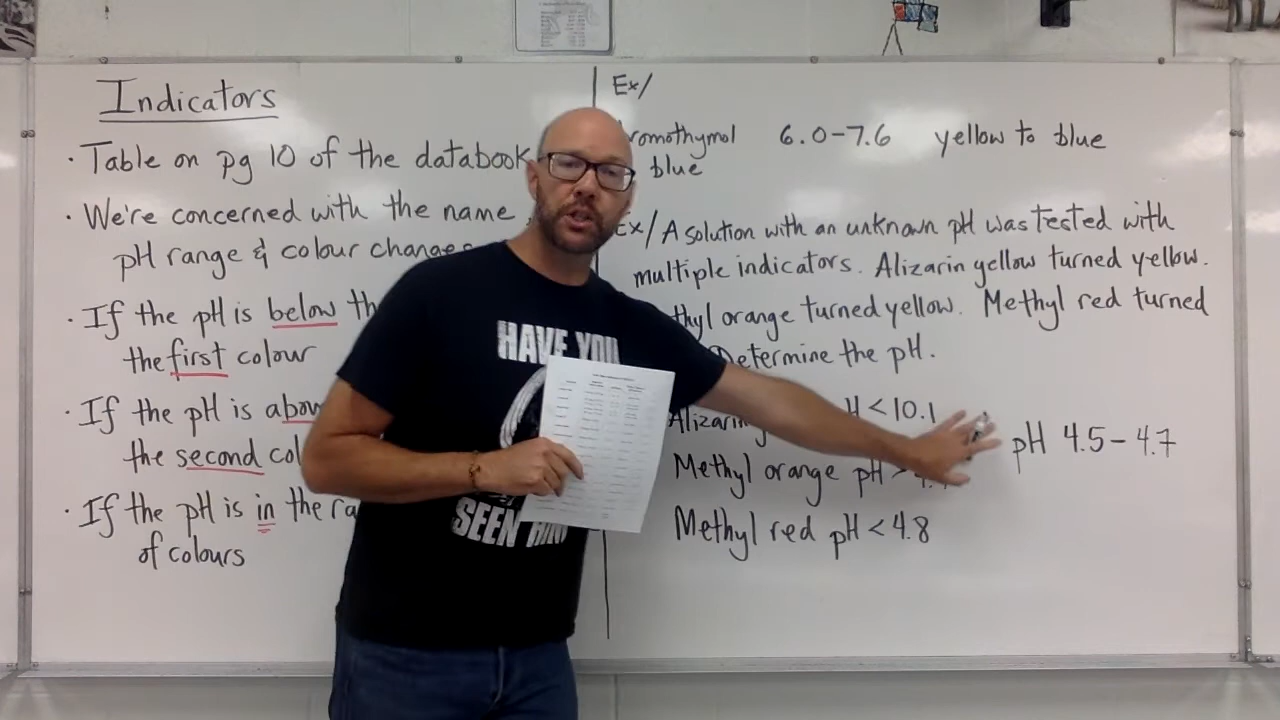 Indicators
· Table on pg 10 of the databook
· We're concerned with the name,
pH range & colour changes
· If the pH is below th
the first colour
· If the pH is abo
the second col
· If the pH is in the ra
of colours
Ex/
romothymol 6.0-7.6 yellow to blue
blue
Ex/ A solution with an unknown pH was tested with
multiple indicators. Alizarin yellow turned yellow.
thyl orange turned yellow. Methyl red turned
Determine the pH.
Alizarin H < 10.1
Methyl orange pH
Methyl red pH < 4.8
pH 4.5 - 4.7
HAVE YOU
SEEN HIM